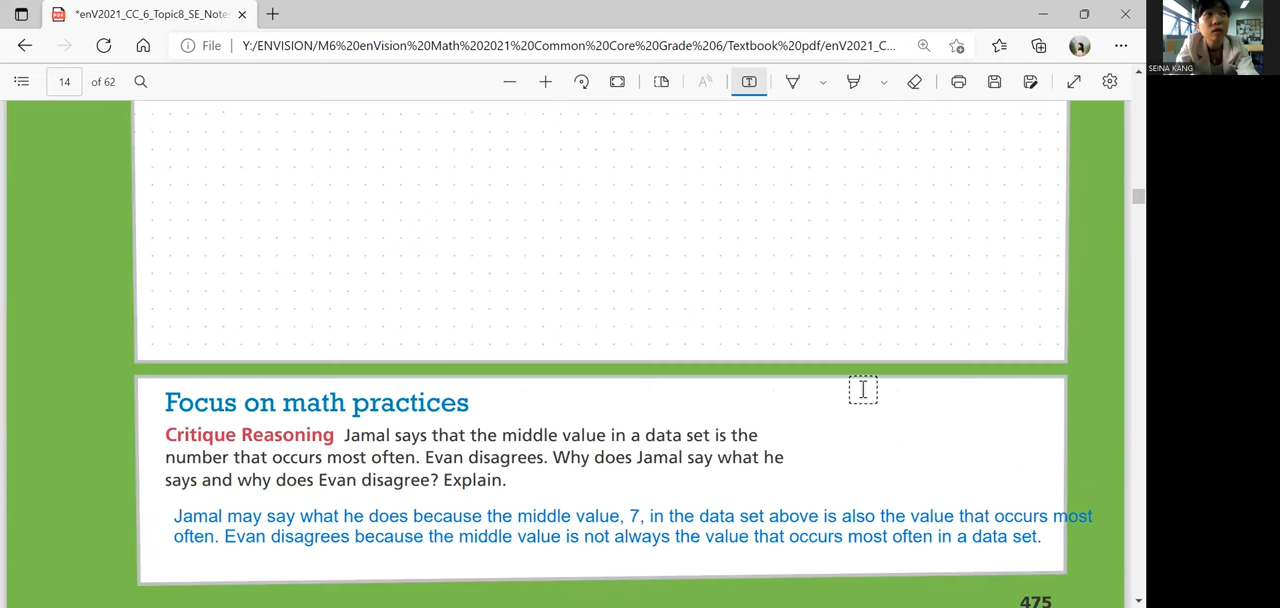 *enV2021_CC_6_Topic8_SE_Note
File
Y:/ENVISION/M6%20enVision%20Math%202021%20Common%20Core%20Grade%206/Textbook%20pdf/enV2021_C...
SEINA KANG
14 of 62
Focus on math practices
Critique Reasoning Jamal says that the middle value in a data set is the
number that occurs most often. Evan disagrees. Why does Jamal say what he
says and why does Evan disagree? Explain.
Jamal may say what he does because the middle value, 7, in the data set above is also the value that occurs most
often. Evan disagrees because the middle value is not always the value that occurs most often in a data set.
475